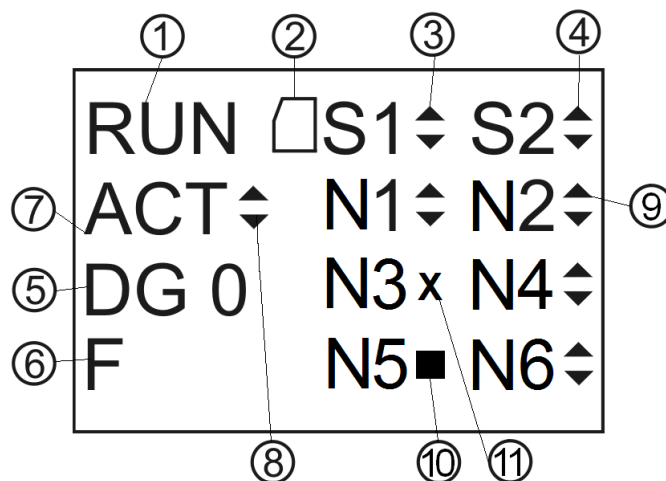 ① ② ③ ④
RUN S1 S2
⑦ ACT N1 N2 ⑨
⑤ DG 0 N3 x N4
⑥ F N5 N6
⑧ ⑩ ⑪